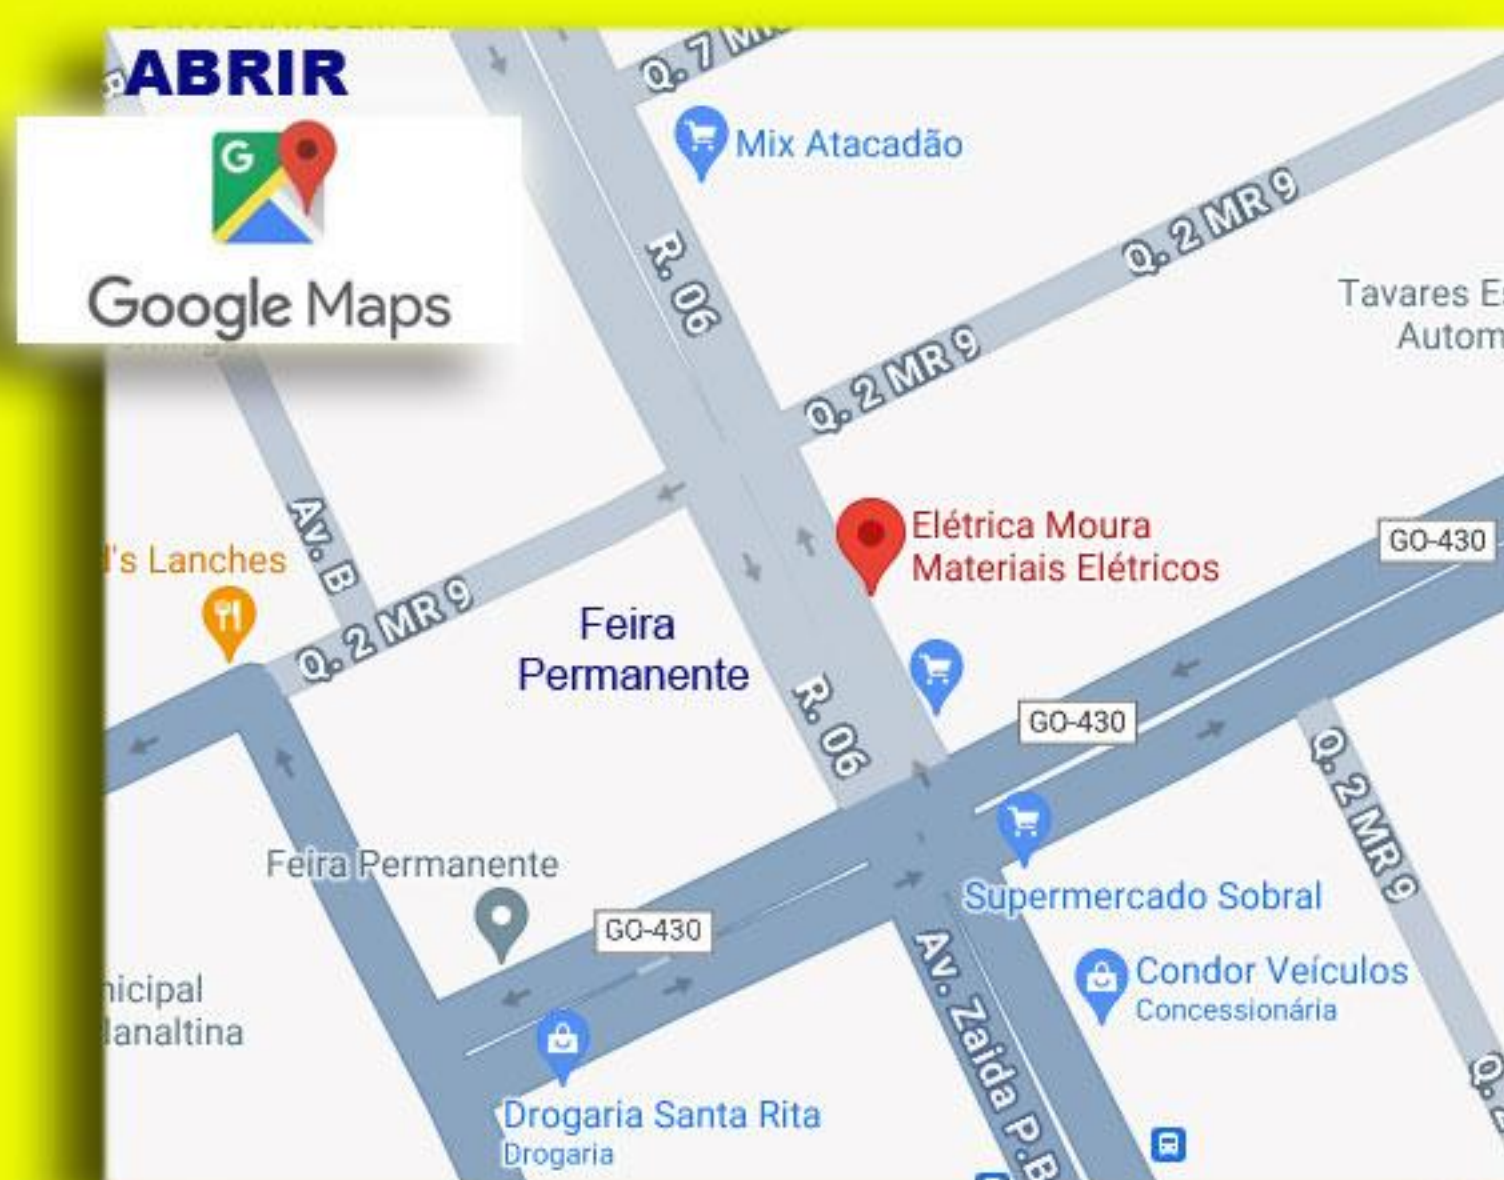 ABRIR
G
Google Maps
Q. 7
Mix Atacadão
R. 06
Q. 2 MR 9
Q. 2 MR 9
Tavares
Autom
Elétrica Moura
Materiais Elétricos
GO-430
Av. B
's Lanches
Q. 2 MR 9
Feira
Permanente
R. 06
GO-430
Q. 2 MR 9
Feira Permanente
GO-430
Supermercado Sobral
Condor Veículos
Concessionária
nicipal
lanaltina
Av. Zaida P.B
Drogaria Santa Rita
Drogaria